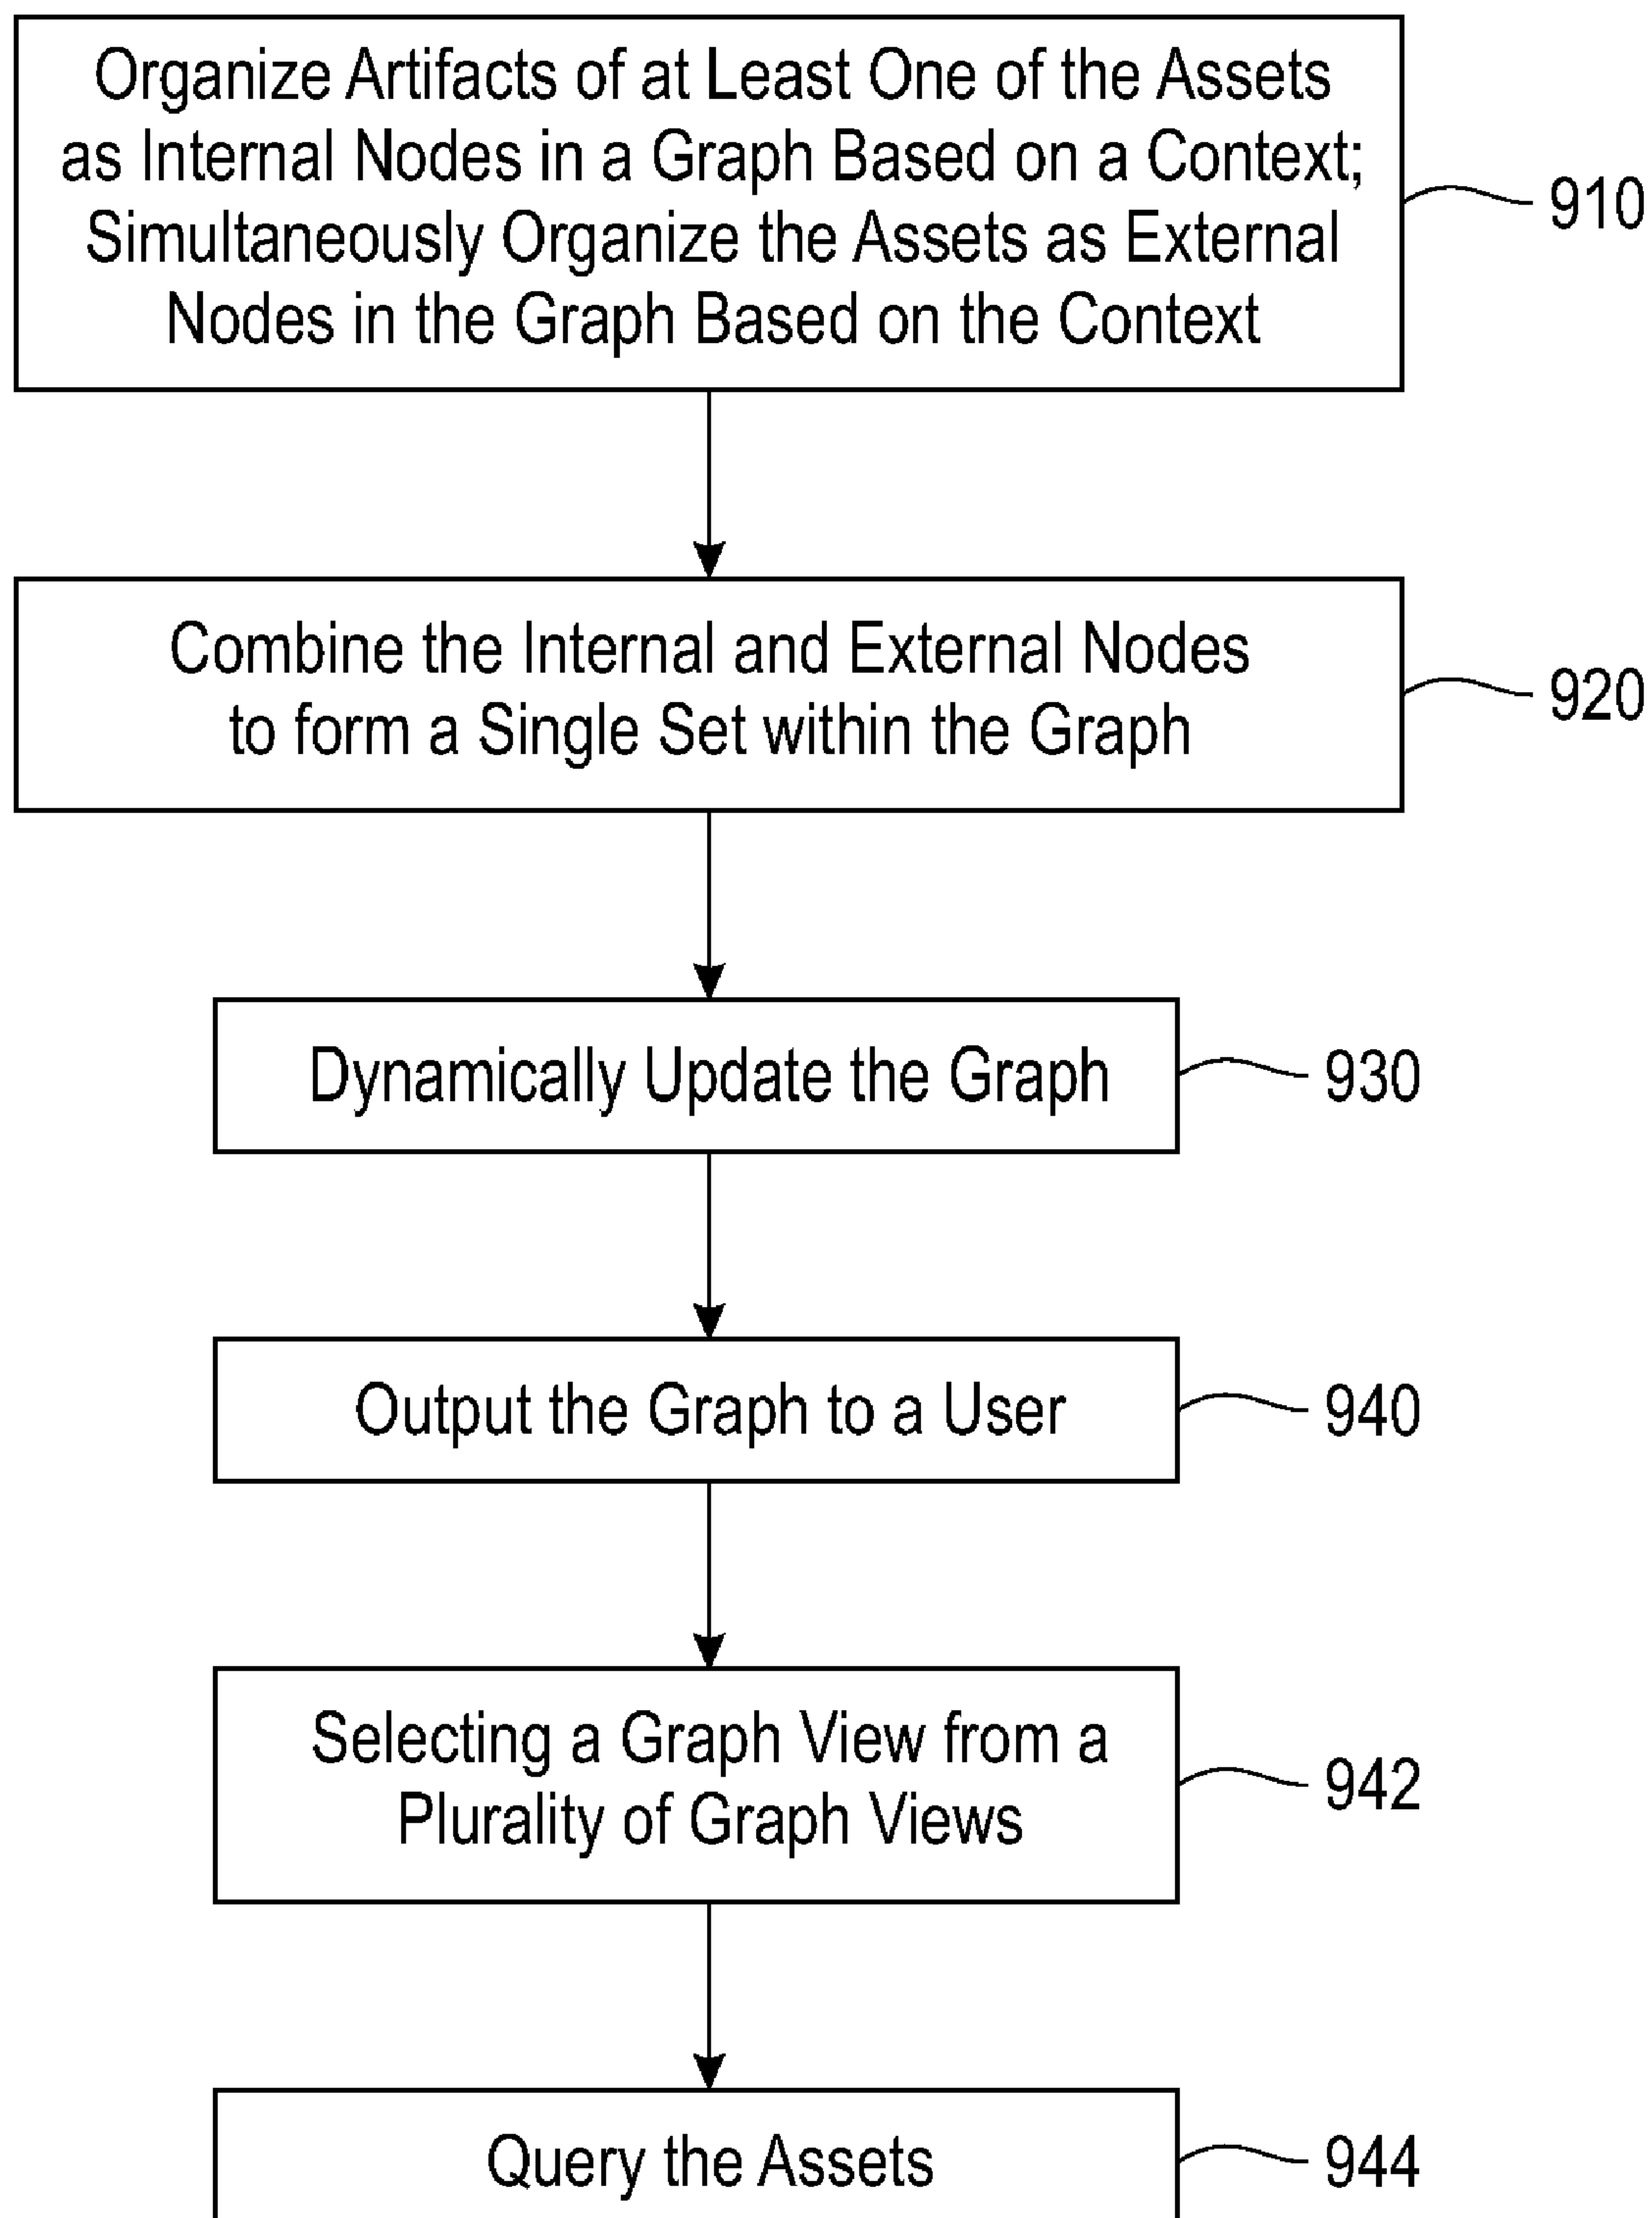 Organize Artifacts of at Least One of the Assets
as Internal Nodes in a Graph Based on a Context;
Simultaneously Organize the Assets as External
Nodes in the Graph Based on the Context
910
Combine the Internal and External Nodes
to form a Single Set within the Graph
920
Dynamically Update the Graph
930
Output the Graph to a User
940
Selecting a Graph View from a
Plurality of Graph Views
942
Query the Assets
944